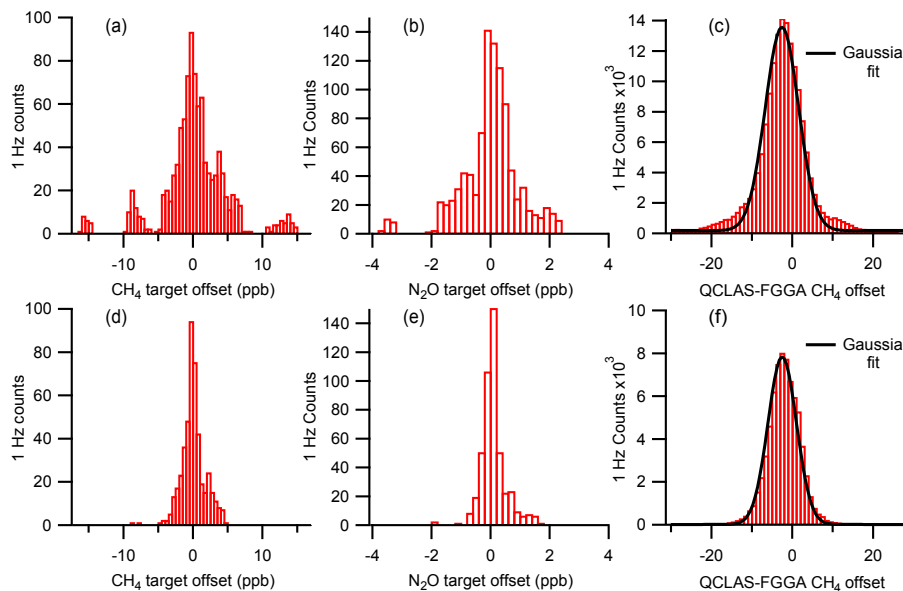 (a)
100
80
60
40
20
0
1 Hz Counts
-10
0
10
CH₄ target offset (ppb)
(b)
140
120
100
80
60
40
20
0
1 Hz Counts
-4
-2
0
2
4
N₂O target offset (ppb)
(c)
14
12
10
8
6
4
2
0
1 Hz Counts x10³
Gaussia
fit
-20
0
20
QCLAS-FGGA CH₄ offset
(d)
100
80
60
40
20
0
1 Hz Counts
-10
0
10
CH₄ target offset (ppb)
(e)
140
120
100
80
60
40
20
0
1 Hz Counts
-4
-2
0
2
4
N₂O target offset (ppb)
(f)
10
8
6
4
2
0
1 Hz Counts x10³
Gaussia
fit
-20
0
20
QCLAS-FGGA CH₄ offset